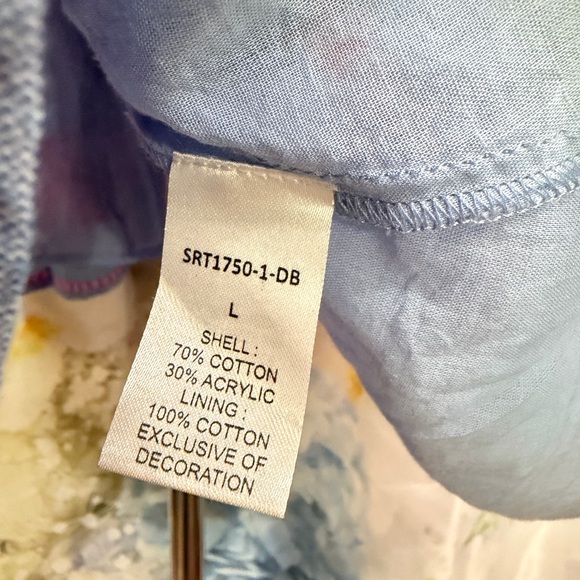 SRT1750-1-DB
L
SHELL :
70% COTTON
30% ACRYLIC
LINING :
100% COTTON
EXCLUSIVE OF
DECORATION